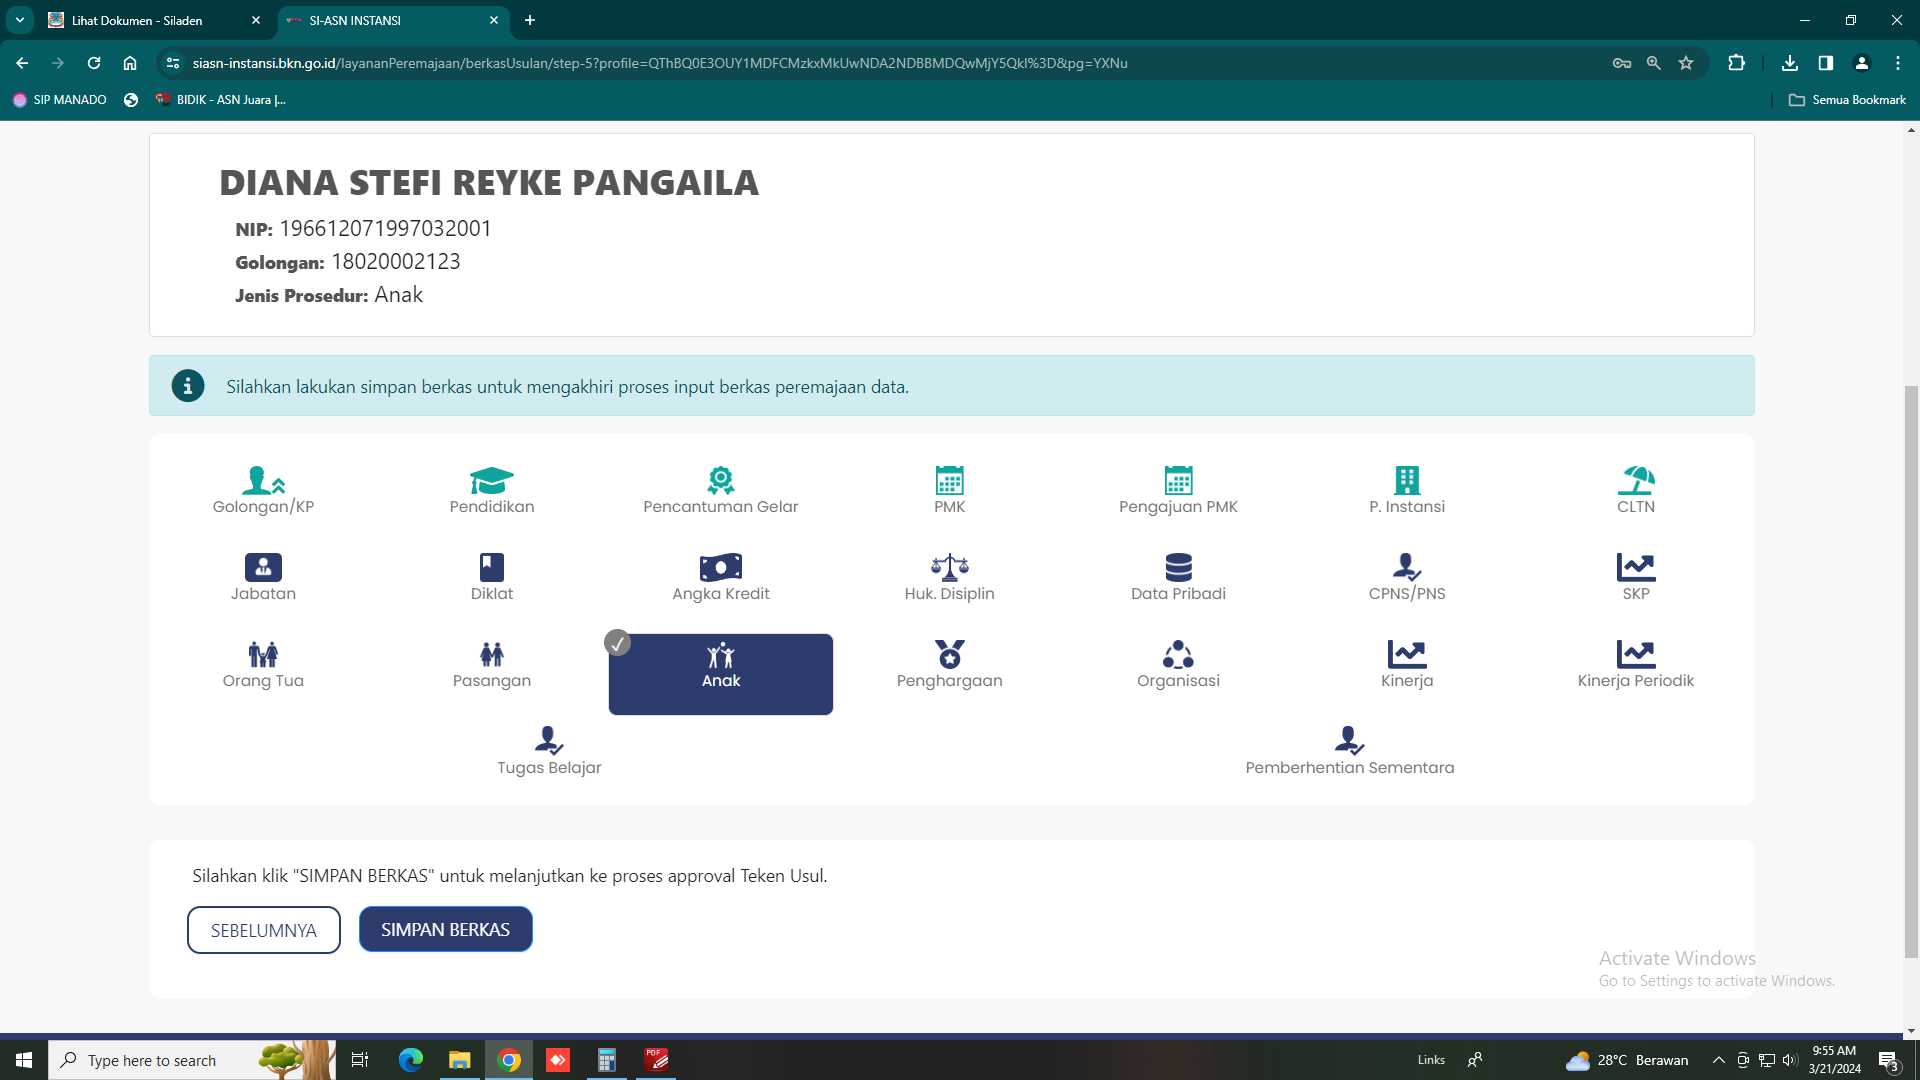 Lihat Dokumen - Siladen
SI-ASN INSTANSI
siasn-instansi.bkn.go.id/layananPeremajaan/berkasUsulan/step-5?profile=QThBQ0E3OUY1MDFCMzkxMkUwNDA2NDBBMDQwMjY5QkI%3D&pg=YXNu
SIP MANADO
BIDIK - ASN Juara |...
Semua Bookmark
DIANA STEFI REYKE PANGAILA
NIP: 196612071997032001
Golongan: 18020002123
Jenis Prosedur: Anak
Silahkan lakukan simpan berkas untuk mengakhiri proses input berkas peremajaan data.
Golongan/KP
Pendidikan
Pencantuman Gelar
PMK
Pengajuan PMK
P. Instansi
CLTN
Jabatan
Diklat
Angka Kredit
Huk. Disiplin
Data Pribadi
CPNS/PNS
SKP
Orang Tua
Pasangan
Anak
Penghargaan
Organisasi
Kinerja
Kinerja Periodik
Tugas Belajar
Pemberhentian Sementara
Silahkan klik "SIMPAN BERKAS" untuk melanjutkan ke proses approval Teken Usul.
SEBELUMNYA
SIMPAN BERKAS
Activate Windows
Go to Settings to activate Windows.
Type here to search
PDF
Links
28°C Berawan
9:55 AM
3/21/2024
3